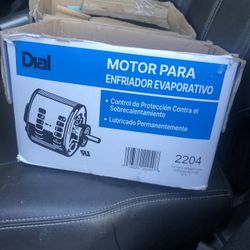 Dial
MOTOR PARA
ENFRIADOR EVAPORATIVO
• Control de Protección Contra el
Sobrecalentamiento
• Lubricado Permanentemente
2204